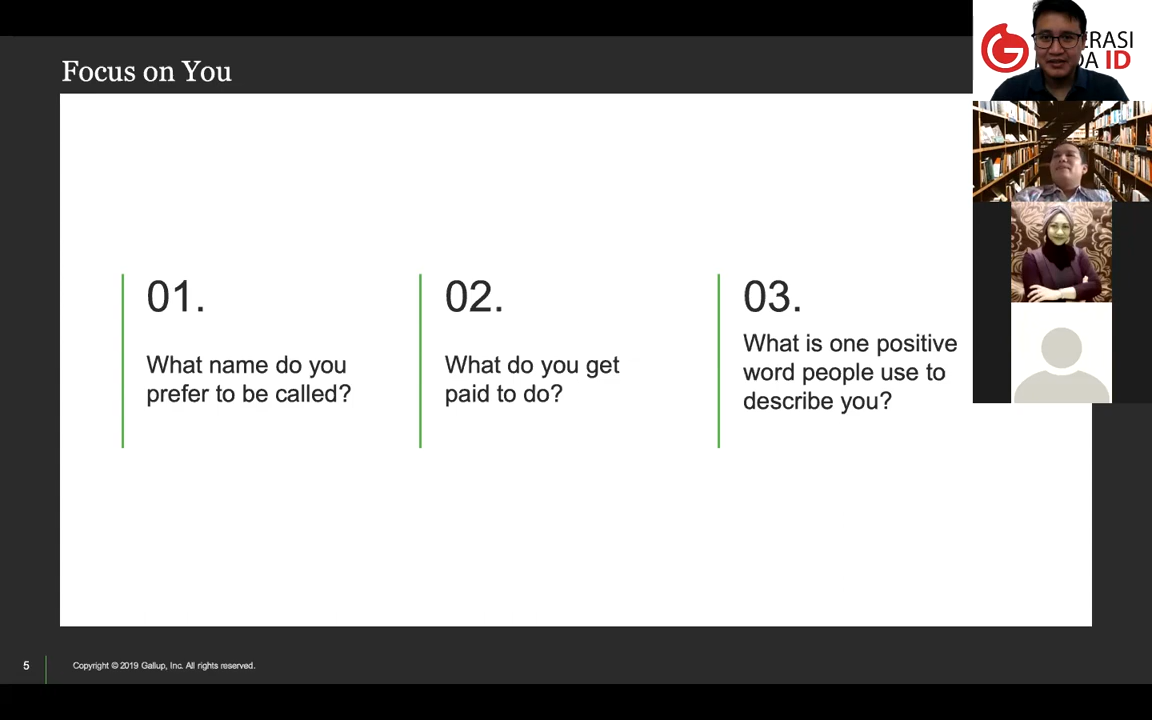 Focus on You
01.
What name do you
prefer to be called?
02.
What do you get
paid to do?
03.
What is one positive
word people use to
describe you?
5
Copyright © 2019 Gallup, Inc. All rights reserved.
G
ID